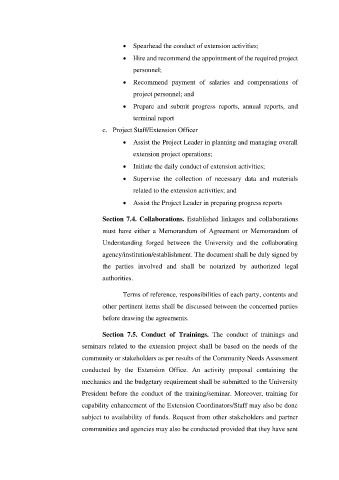 • Spearhead the conduct of extension activities;
• Hire and recommend the appointment of the required project
personnel;
• Recommend payment of salaries and compensations of
project personnel; and
• Prepare and submit progress reports, annual reports, and
terminal report
c. Project Staff/Extension Officer
• Assist the Project Leader in planning and managing overall
extension project operations;
• Initiate the daily conduct of extension activities;
• Supervise the collection of necessary data and materials
related to the extension activities; and
• Assist the Project Leader in preparing progress reports
Section 7.4. Collaborations. Established linkages and collaborations
must have either a Memorandum of Agreement or Memorandum of
Understanding forged between the University and the collaborating
agency/institution/establishment. The document shall be duly signed by
the parties involved and shall be notarized by authorized legal
authorities.
Terms of reference, responsibilities of each party, contents and
other pertinent items shall be discussed between the concerned parties
before drawing the agreements.
Section 7.5. Conduct of Trainings. The conduct of trainings and
seminars related to the extension project shall be based on the needs of the
community or stakeholders as per results of the Community Needs Assessment
conducted by the Extension Office. An activity proposal containing the
mechanics and the budgetary requirement shall be submitted to the University
President before the conduct of the training/seminar. Moreover, training for
capability enhancement of the Extension Coordinators/Staff may also be done
subject to availability of funds. Request from other stakeholders and partner
communities and agencies may also be conducted provided that they have sent